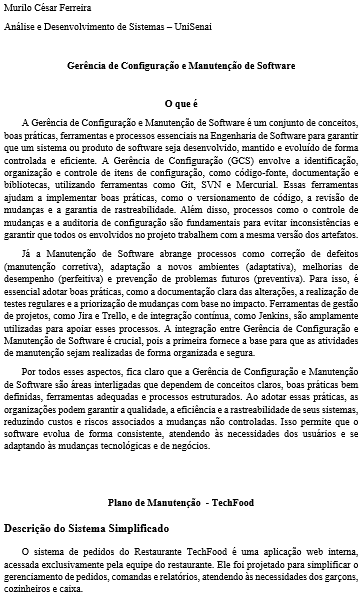 Murilo César Ferreira
Análise e Desenvolvimento de Sistemas – UniSenai
Gerência de Configuração e Manutenção de Software
O que é
A Gerência de Configuração e Manutenção de Software é um conjunto de conceitos,
boas práticas, ferramentas e processos essenciais na Engenharia de Software para garantir
que um sistema ou produto de software seja desenvolvido, mantido e evoluído de forma
controlada e eficiente. A Gerência de Configuração (GCS) envolve a identificação,
organização e controle de itens de configuração, como código-fonte, documentação e
bibliotecas, utilizando ferramentas como Git, SVN e Mercurial. Essas ferramentas
ajudam a implementar boas práticas, como o versionamento de código, a revisão de
mudanças e a garantia de rastreabilidade. Além disso, processos como o controle de
mudanças e a auditoria de configuração são fundamentais para evitar inconsistências e
garantir que todos os envolvidos no projeto trabalhem com a mesma versão dos artefatos.
Já a Manutenção de Software abrange processos como correção de defeitos
(manutenção corretiva), adaptação a novos ambientes (adaptativa), melhorias de
desempenho (perfeitiva) e prevenção de problemas futuros (preventiva). Para isso, é
essencial adotar boas práticas, como a documentação clara das alterações, a realização de
testes regulares e a priorização de mudanças com base no impacto. Ferramentas de gestão
de projetos, como Jira e Trello, e de integração contínua, como Jenkins, são amplamente
utilizadas para apoiar esses processos. A integração entre Gerência de Configuração e
Manutenção de Software é crucial, pois a primeira fornece a base para que as atividades
de manutenção sejam realizadas de forma organizada e segura.
Por todos esses aspectos, fica claro que a Gerência de Configuração e Manutenção
de Software são áreas interligadas que dependem de conceitos claros, boas práticas bem
definidas, ferramentas adequadas e processos estruturados. Ao adotar essas práticas, as
organizações podem garantir a qualidade, a eficiência e a rastreabilidade de seus sistemas,
reduzindo custos e riscos associados a mudanças não controladas. Isso permite que o
software evolua de forma consistente, atendendo às necessidades dos usuários e se
adaptando às mudanças tecnológicas e de negócios.
Plano de Manutenção - TechFood
Descrição do Sistema Simplificado
O sistema de pedidos do Restaurante TechFood é uma aplicação web interna,
acessada exclusivamente pela equipe do restaurante. Ele foi projetado para simplificar o
gerenciamento de pedidos, comandas e relatórios, atendendo às necessidades dos garçons,
cozinheiros e caixa.